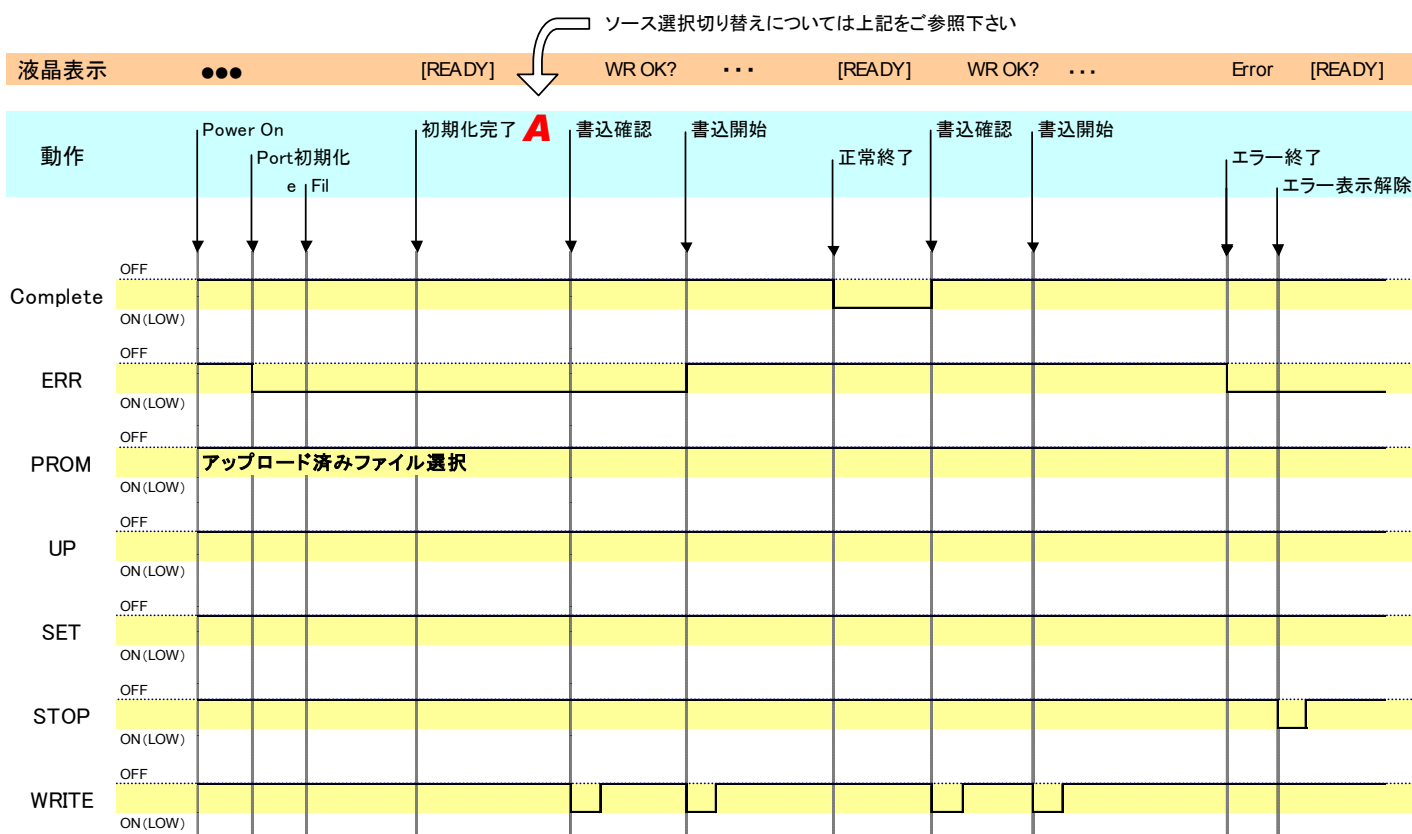 ソース選択切り替えについては上記をご参照下さい
液晶表示 ●●● [READY] WR OK? ・・・ [READY] WR OK? ・・・ Error [READY]
Power On 初期化完了 A 書込確認 書込開始 書込確認 書込開始
動作 Port初期化 正常終了 エラー終了
e Fil エラー表示解除
OFF
Complete
ON(LOW)
OFF
ERR
ON(LOW)
OFF
PROM アップロード済みファイル選択
ON(LOW)
OFF
UP
ON(LOW)
OFF
SET
ON(LOW)
OFF
STOP
ON(LOW)
OFF
WRITE
ON(LOW)